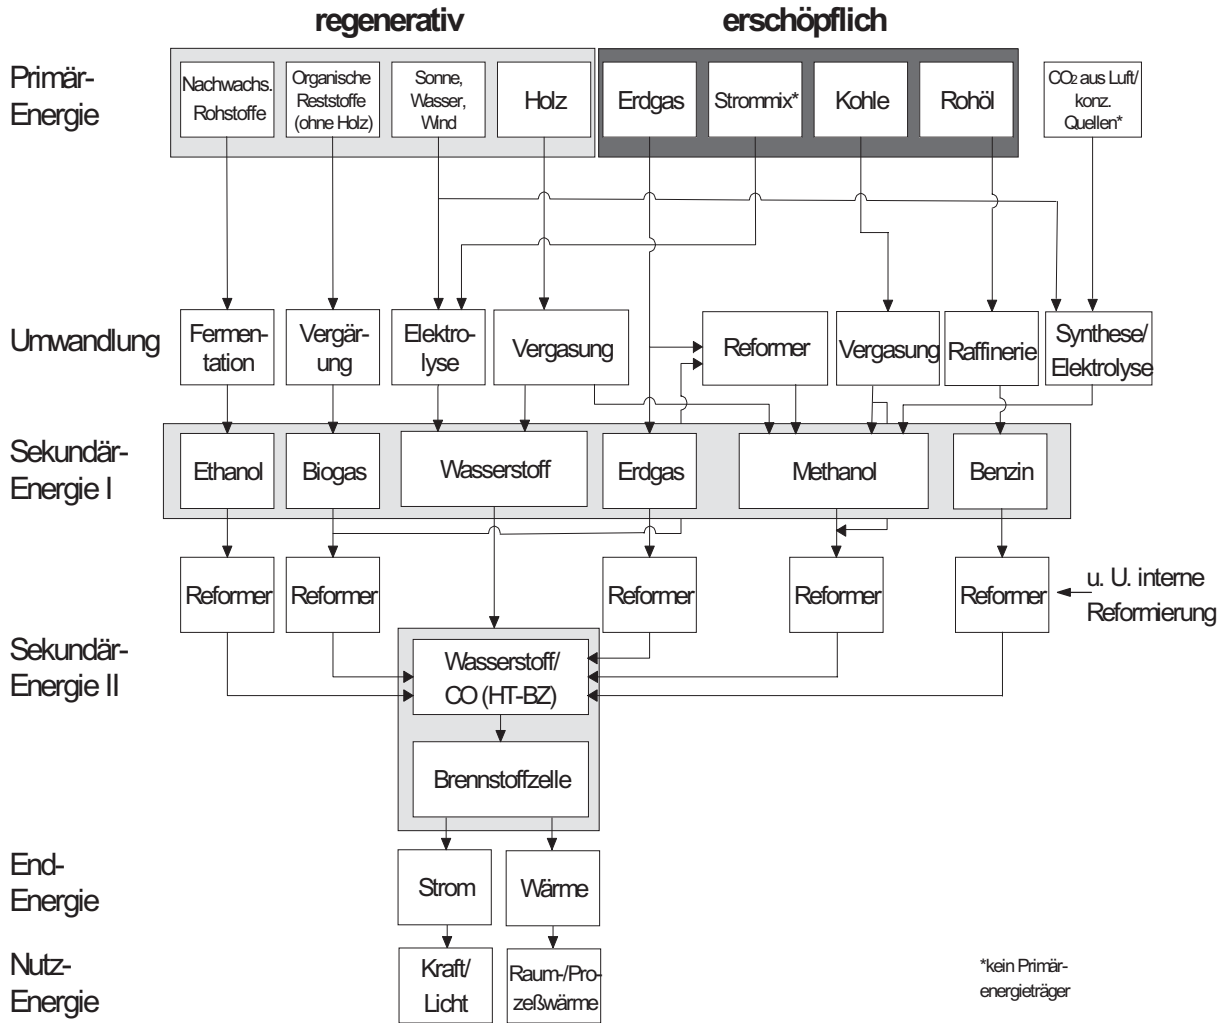 regenerativ
erschöpflich
Primär-
Energie
Nachwachs.
Rohstoffe
Organische
Reststoffe
(ohne Holz)
Sonne,
Wasser,
Wind
Holz
Erdgas
Strommix*
Kohle
Rohöl
CO2 aus Luft/
konz.
Quellen*
Umwandlung
Fermen-
tation
Vergär-
ung
Elektro-
lyse
Vergasung
Reformer
Vergasung
Raffinerie
Synthese/
Elektrolyse
Sekundär-
Energie I
Ethanol
Biogas
Wasserstoff
Erdgas
Methanol
Benzin
Reformer
Reformer
Reformer
Reformer
Reformer
u. U. interne
Reformierung
Sekundär-
Energie II
Wasserstoff/
CO (HT-BZ)
Brennstoffzelle
End-
Energie
Strom
Wärme
Nutz-
Energie
Kraft/
Licht
Raum-/Pro-
zeßwärme
*kein Primär-
energieträger